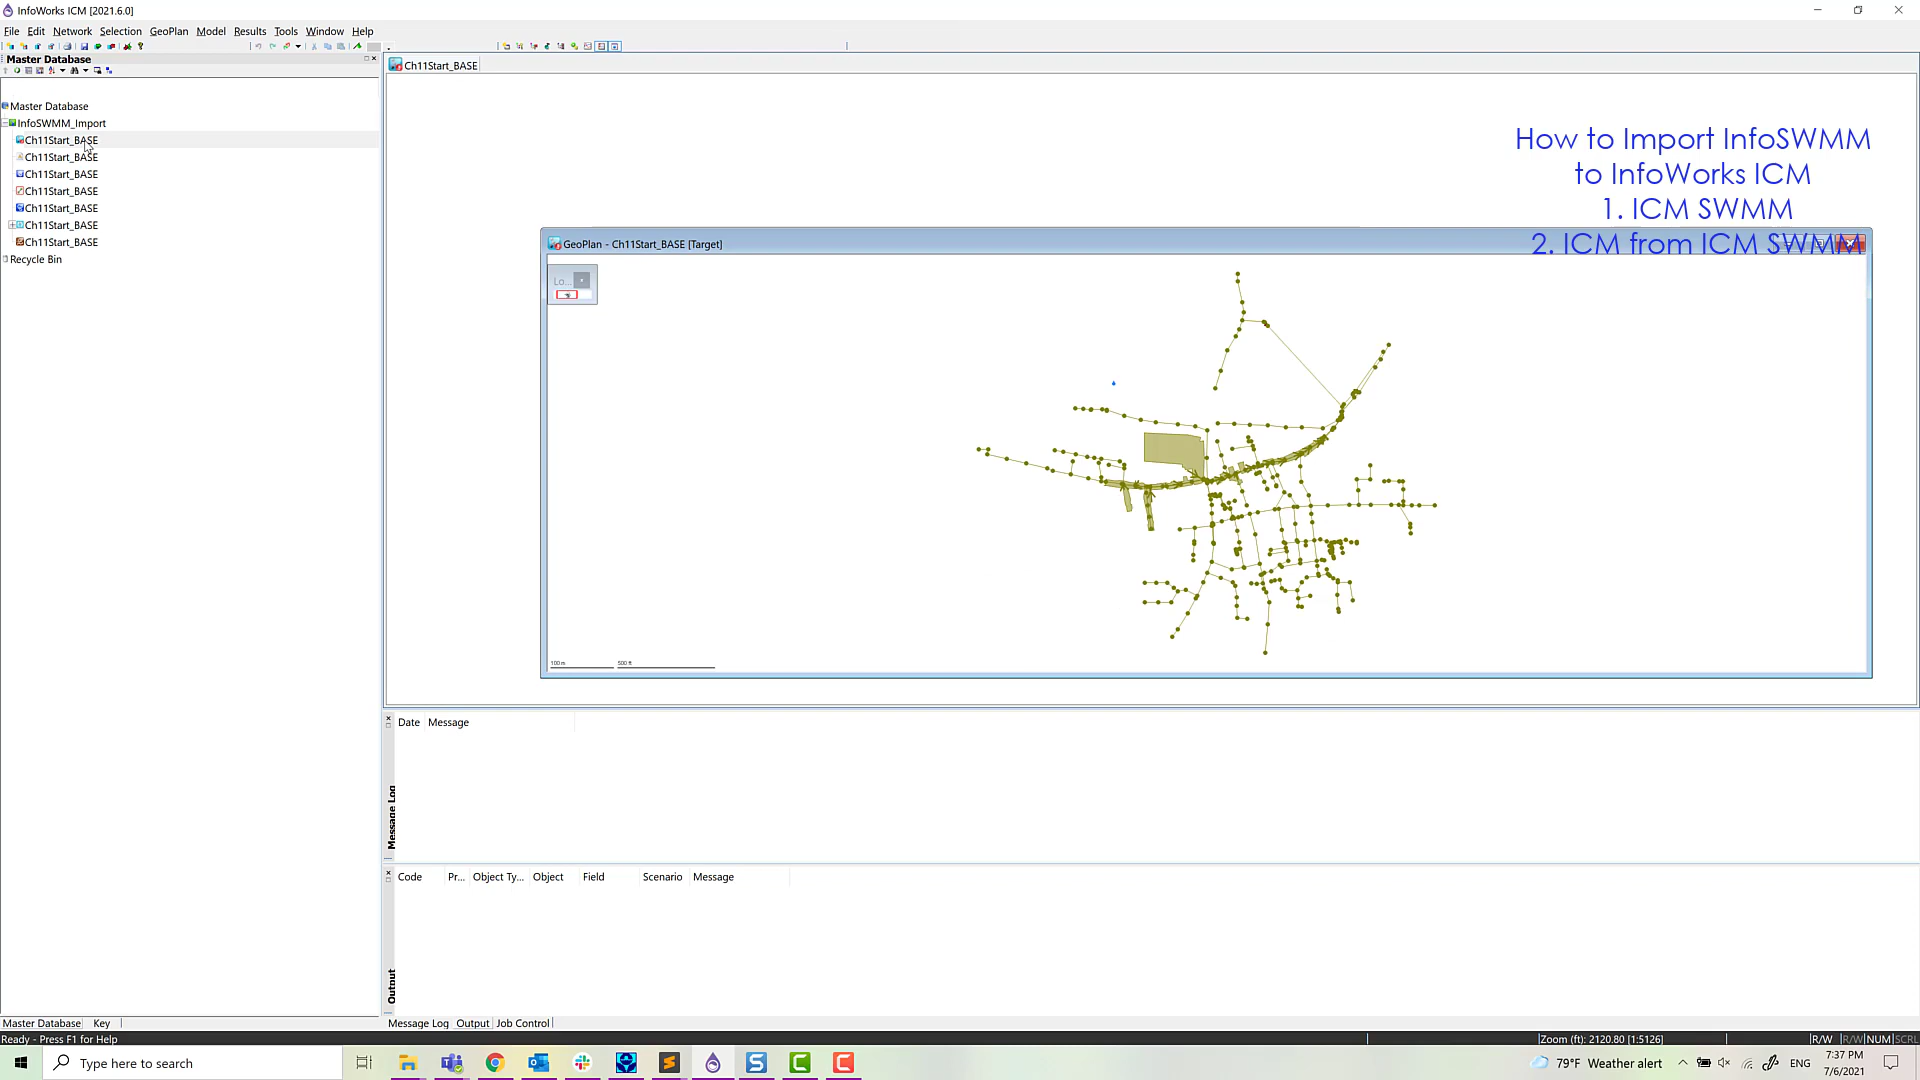 InfoWorks ICM [2021.6.0]
File Edit Network Selection GeoPlan Model Results Tools Window Help
Master Database
Master Database
InfoSWMM_Import
Ch11Start_BASE
Ch11Start_BASE
Ch11Start_BASE
Ch11Start_BASE
Ch11Start_BASE
Ch11Start_BASE
Ch11Start_BASE
Recycle Bin
Ch11Start_BASE
How to Import InfoSWMM
to InfoWorks ICM
1. ICM SWMM
2. ICM from ICM SWMM
GeoPlan - Ch11Start_BASE [Target]
Lo...
100 m 500 ft
Date Message
Message Log
Code Pr... Object Ty... Object Field Scenario Message
Output
Master Database Key
Message Log Output Job Control
Ready - Press F1 for Help
Zoom (ft): 2120.80 [1:5126] R/W R/W NUM SCRL
Type here to search
79°F Weather alert
ENG
7:37 PM
7/6/2021